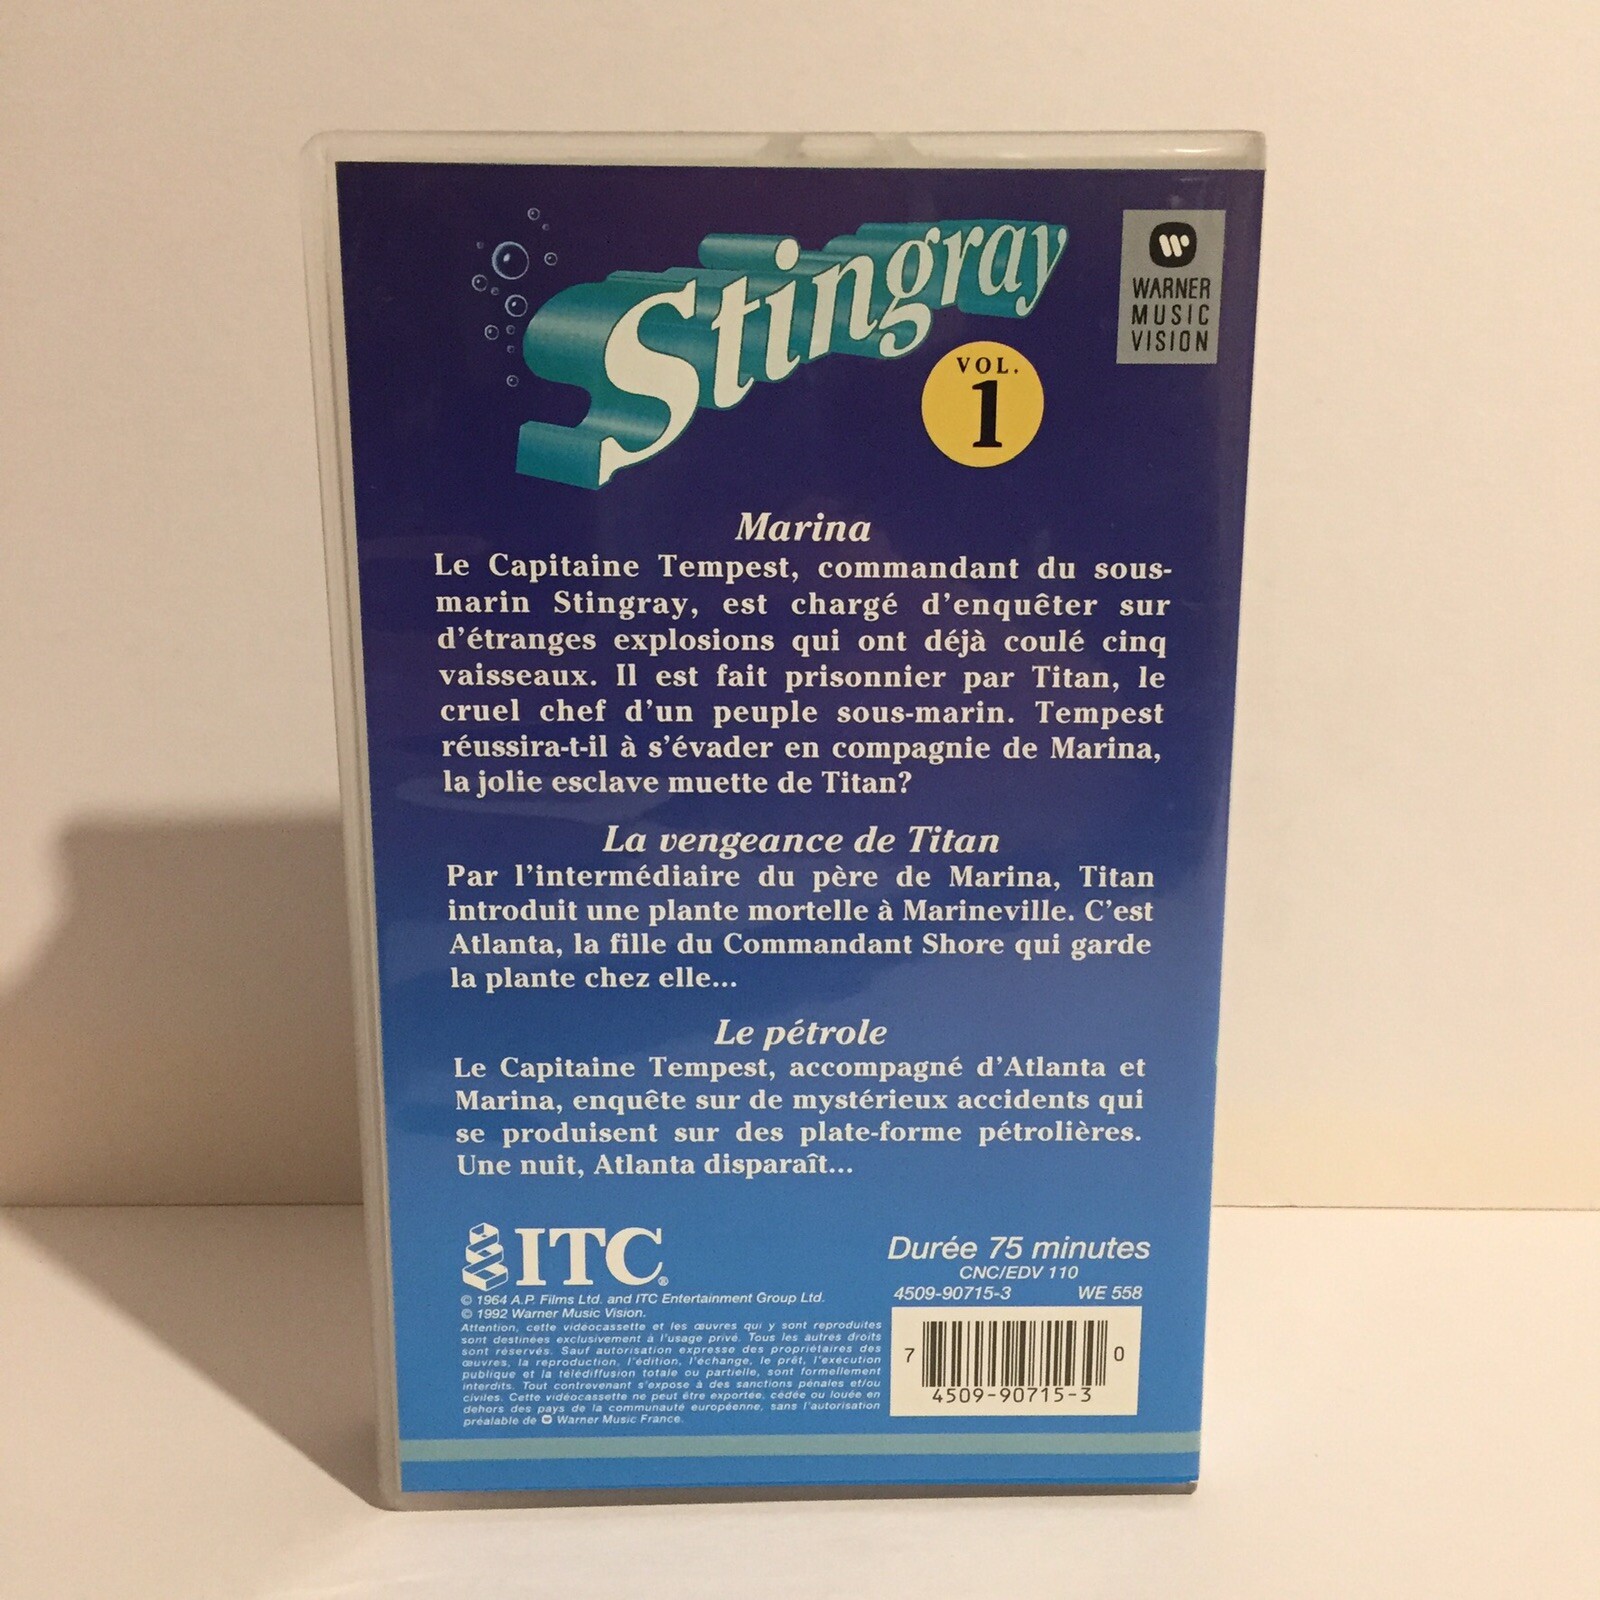 Stingray
VOL.
1
WARNER
MUSIC
VISION
Marina
Le Capitaine Tempest, commandant du sous-
marin Stingray, est chargé d'enquêter sur
d'étranges explosions qui ont déjà coulé cinq
vaisseaux. Il est fait prisonnier par Titan, le
cruel chef d'un peuple sous-marin. Tempest
réussira-t-il à s'évader en compagnie de Marina,
la jolie esclave muette de Titan?
La vengeance de Titan
Par l'intermédiaire du père de Marina, Titan
introduit une plante mortelle à Marineville. C'est
Atlanta, la fille du Commandant Shore qui garde
la plante chez elle...
Le pétrole
Le Capitaine Tempest, accompagné d'Atlanta et
Marina, enquête sur de mystérieux accidents qui
se produisent sur des plate-forme pétrolières.
Une nuit, Atlanta disparaît...
ITC®
© 1964 A.P. Films Ltd. and ITC Entertainment Group Ltd.
© 1992 Warner Music Vision.
Attention, cette vidéocassette et les œuvres qui y sont reproduites
sont destinées exclusivement à l'usage privé. Tous les autres droits
sont réservés. Sauf autorisation expresse des propriétaires des
œuvres, la reproduction, l'édition, l'échange, le prêt, l'exécution
publique et la télédiffusion totale ou partielle, sont formellement
interdits. Tout contrevenant s'expose à des sanctions pénales et/ou
civiles. Cette vidéocassette ne peut être exportée, cédée ou louée en
dehors des pays de la communauté européenne, sans l'autorisation
préalable de Warner Music France.
Durée 75 minutes
CNC/EDV 110
4509-90715-3 WE 558
7 0
4509-90715-3